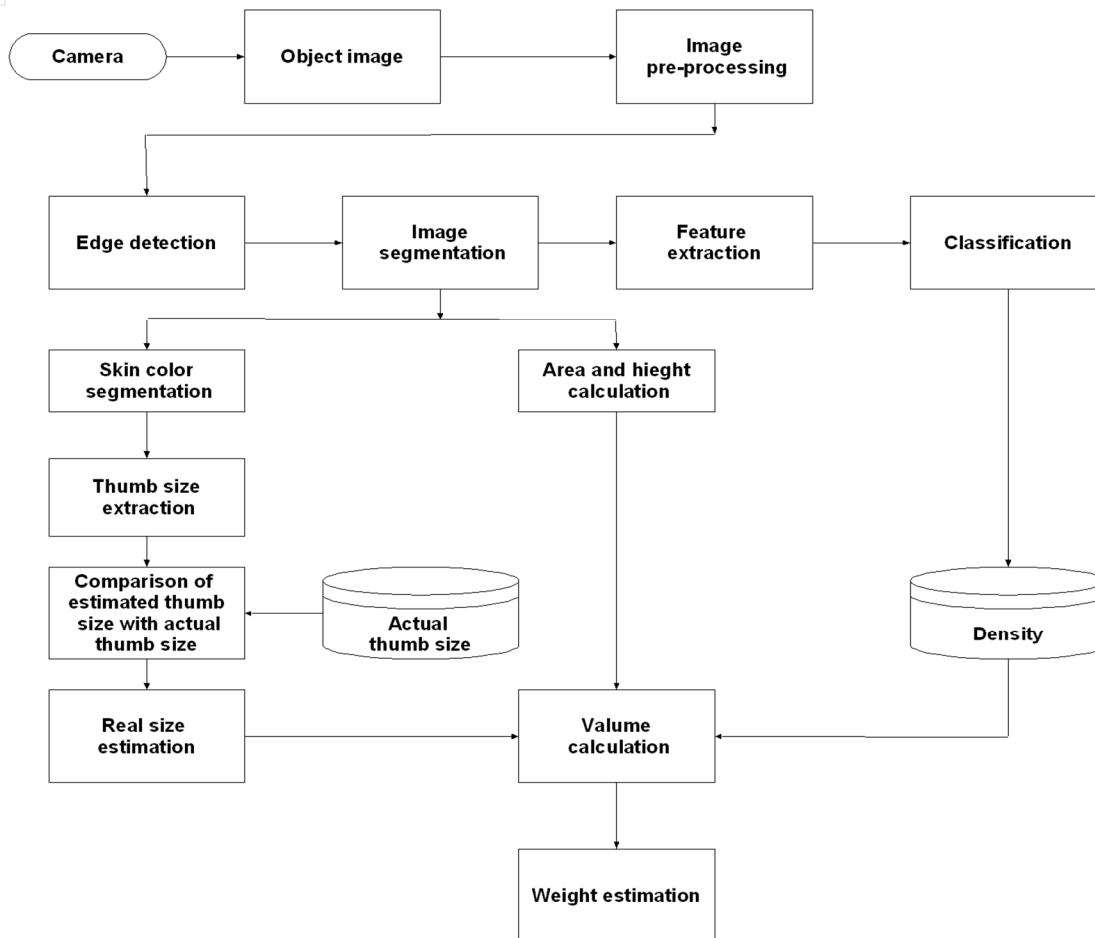 Camera
Object image
Image
pre-processing
Edge detection
Image
segmentation
Feature
extraction
Classification
Skin color
segmentation
Area and hieght
calculation
Thumb size
extraction
Comparison of
estimated thumb
size with actual
thumb size
Actual
thumb size
Density
Real size
estimation
Valume
calculation
Weight estimation